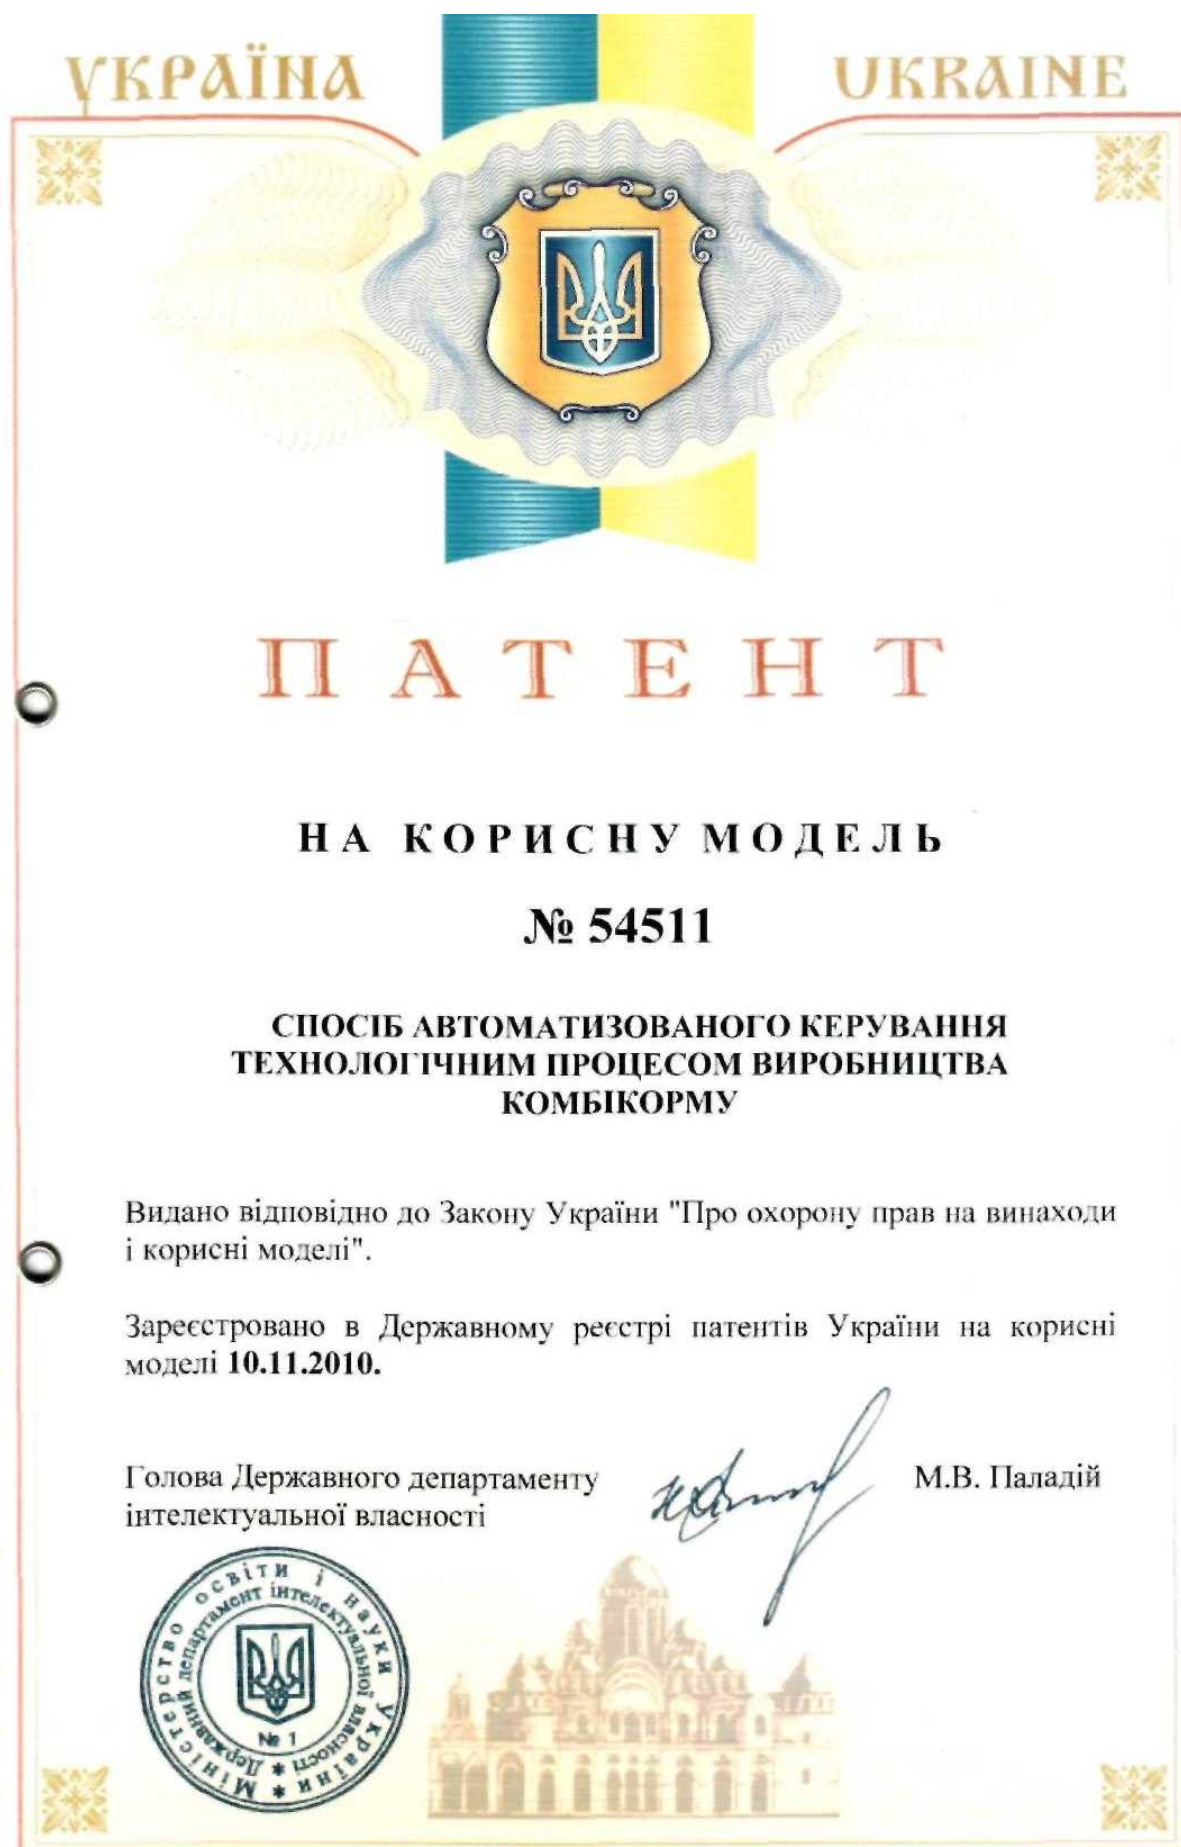 УКРАЇНА
UKRAINE
ПАТЕНТ
НА КОРИСНУ МОДЕЛЬ
№ 54511
СПОСІБ АВТОМАТИЗОВАНОГО КЕРУВАННЯ
ТЕХНОЛОГІЧНИМ ПРОЦЕСОМ ВИРОБНИЦТВА
КОМБІКОРМУ
Видано відповідно до Закону України "Про охорону прав на винаходи
і корисні моделі".
Зареєстровано в Державному реєстрі патентів України на корисні
моделі 10.11.2010.
Голова Державного департаменту
інтелектуальної власності
М.В. Паладій
Міністерство освіти і науки України *
Державний департамент інтелектуальної власності *
№ 1